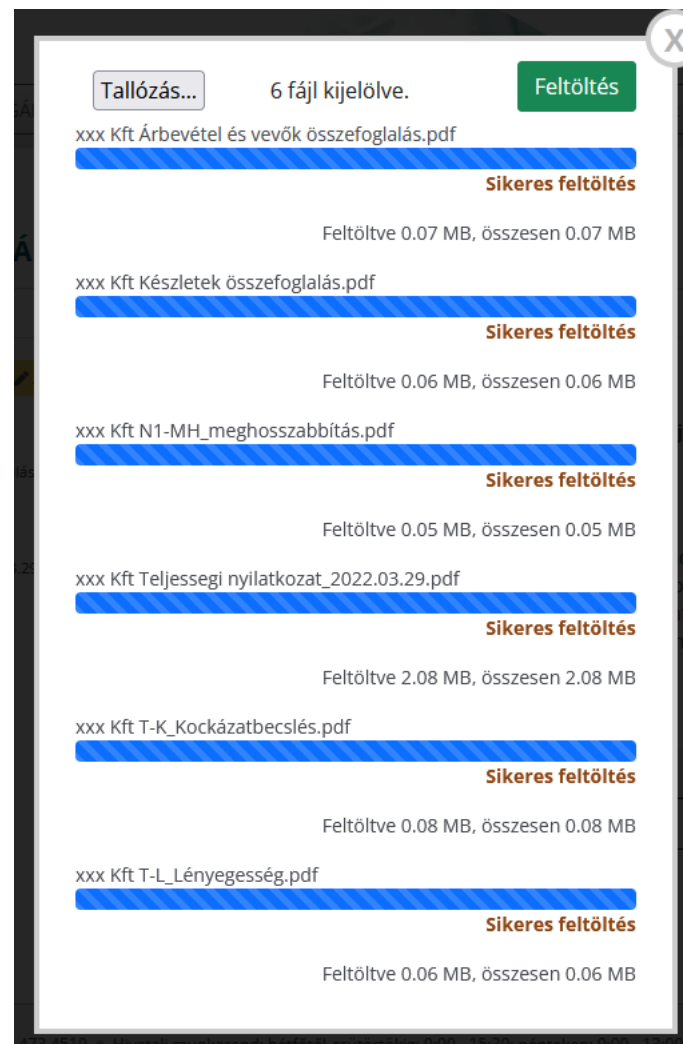 X
Tallózás... 6 fájl kijelölve. Feltöltés
xxx Kft Árbevétel és vevők összefoglalás.pdf
Sikeres feltöltés
Feltöltve 0.07 MB, összesen 0.07 MB
xxx Kft Készletek összefoglalás.pdf
Sikeres feltöltés
Feltöltve 0.06 MB, összesen 0.06 MB
xxx Kft N1-MH_meghosszabbítás.pdf
Sikeres feltöltés
Feltöltve 0.05 MB, összesen 0.05 MB
xxx Kft Teljessegi nyilatkozat_2022.03.29.pdf
Sikeres feltöltés
Feltöltve 2.08 MB, összesen 2.08 MB
xxx Kft T-K_Kockázatbecslés.pdf
Sikeres feltöltés
Feltöltve 0.08 MB, összesen 0.08 MB
xxx Kft T-L_Lényegesség.pdf
Sikeres feltöltés
Feltöltve 0.06 MB, összesen 0.06 MB